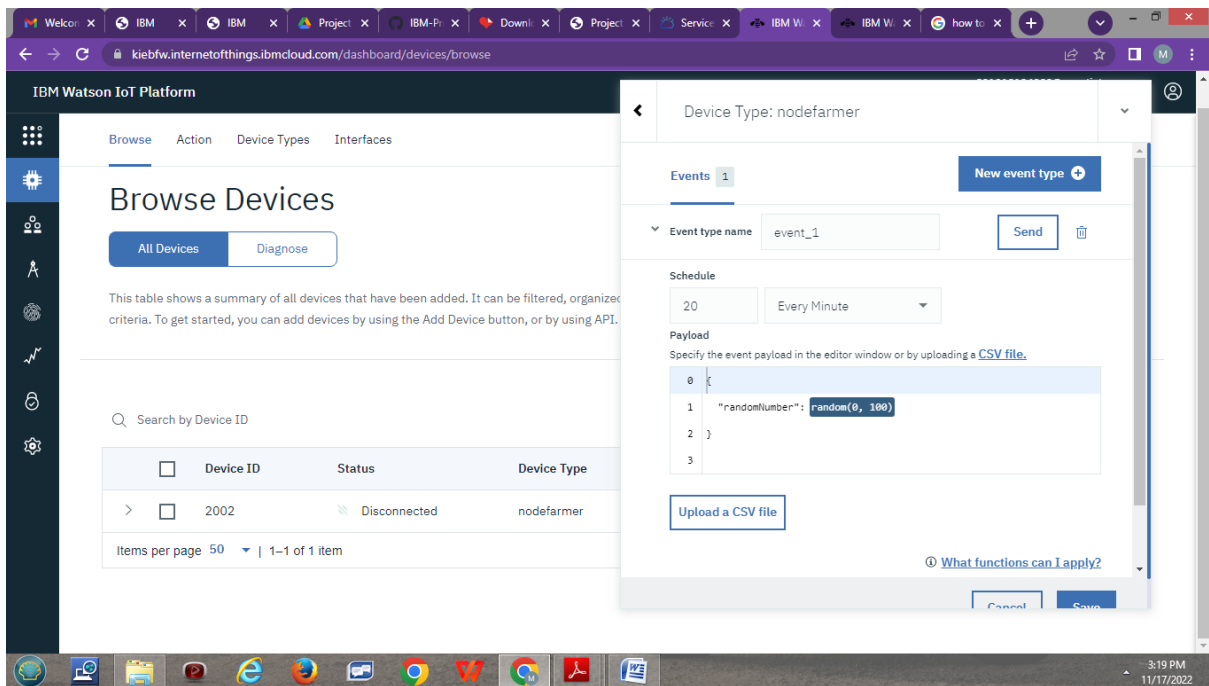 Welcon
IBM
IBM
Project
IBM-Pr
Downlc
Project
Service
IBM W
IBM W
how to
kiebfw.internetofthings.ibmcloud.com/dashboard/devices/browse
M
IBM Watson IoT Platform
Browse Action Device Types Interfaces
Browse Devices
All Devices Diagnose
This table shows a summary of all devices that have been added. It can be filtered, organized
criteria. To get started, you can add devices by using the Add Device button, or by using API.
Search by Device ID
Device ID Status Device Type
2002 Disconnected nodefarmer
Items per page 50 | 1–1 of 1 item
Device Type: nodefarmer
Events 1
New event type
Event type name event_1 Send
Schedule
20 Every Minute
Payload
Specify the event payload in the editor window or by uploading a CSV file.
0 {
1 "randomNumber": random(0, 100)
2 }
3
Upload a CSV file
What functions can I apply?
Cancel Save
3:19 PM
11/17/2022